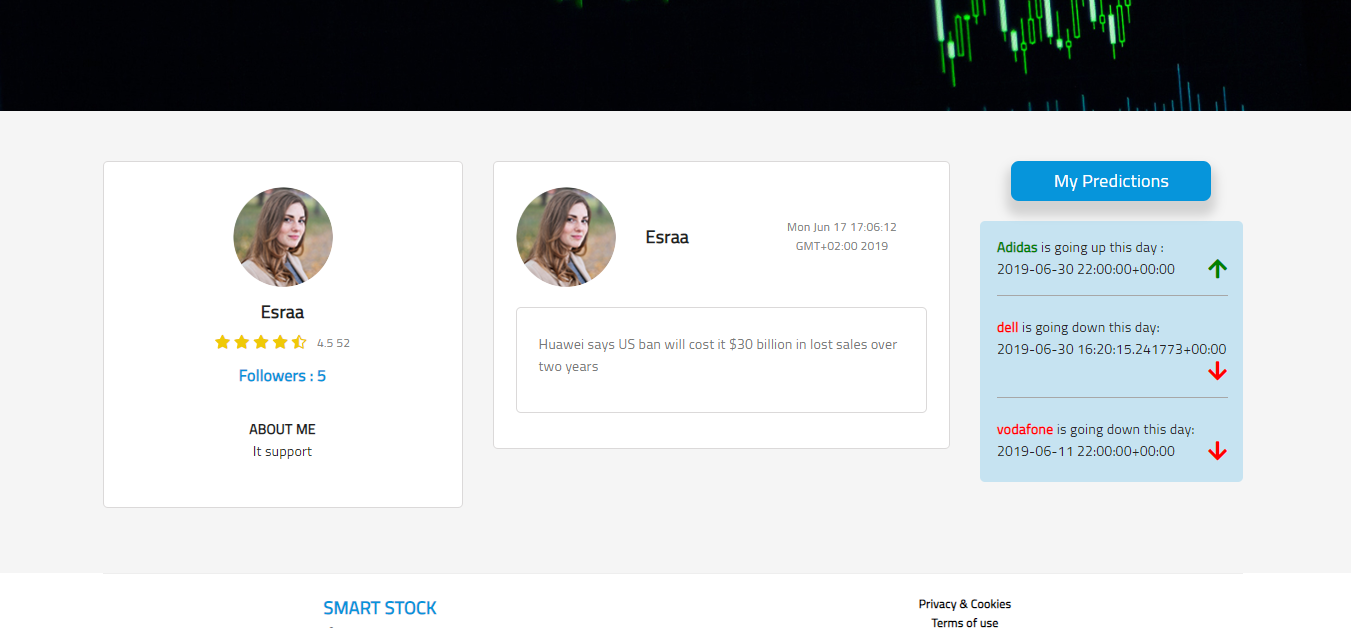 Esraa
4.5 52
Followers : 5
ABOUT ME
It support
Esraa
Mon Jun 17 17:06:12
GMT+02:00 2019
Huawei says US ban will cost it $30 billion in lost sales over
two years
My Predictions
Adidas is going up this day :
2019-06-30 22:00:00+00:00
dell is going down this day:
2019-06-30 16:20:15.241773+00:00
vodafone is going down this day:
2019-06-11 22:00:00+00:00
SMART STOCK
Privacy & Cookies
Terms of use